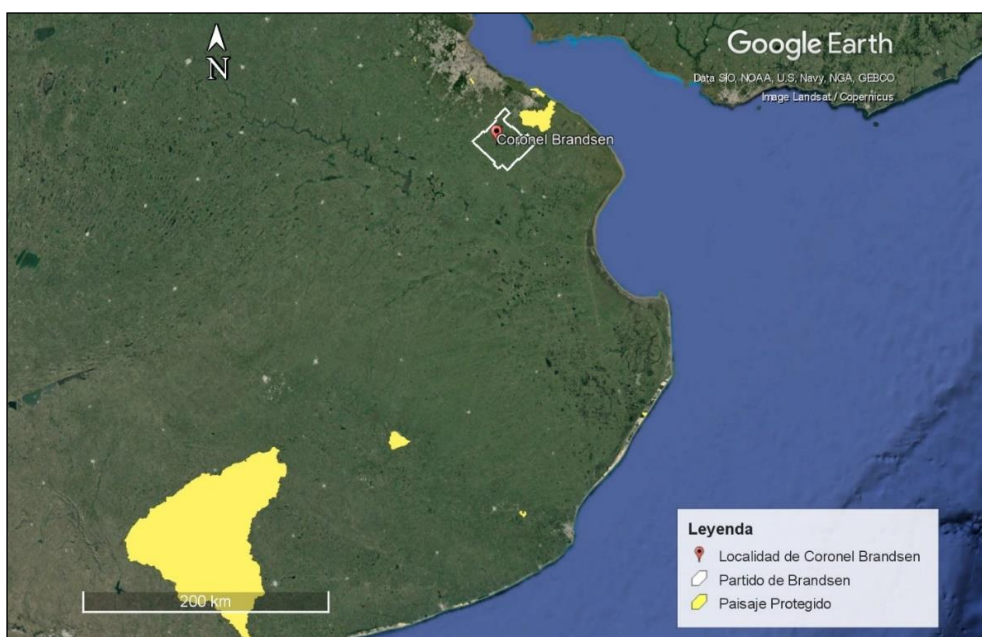 N
Google Earth
Data SIO, NOAA, U.S. Navy, NGA, GEBCO
Image Landsat / Copernicus
Coronel Brandsen
Leyenda
Localidad de Coronel Brandsen
Partido de Brandsen
Paisaje Protegido
200 km